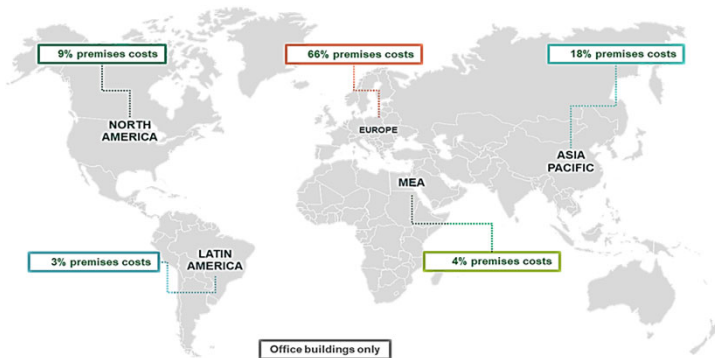 9% premises costs
66% premises costs
18% premises costs
NORTH
AMERICA
EUROPE
ASIA
PACIFIC
MEA
LATIN
AMERICA
3% premises costs
4% premises costs
Office buildings only